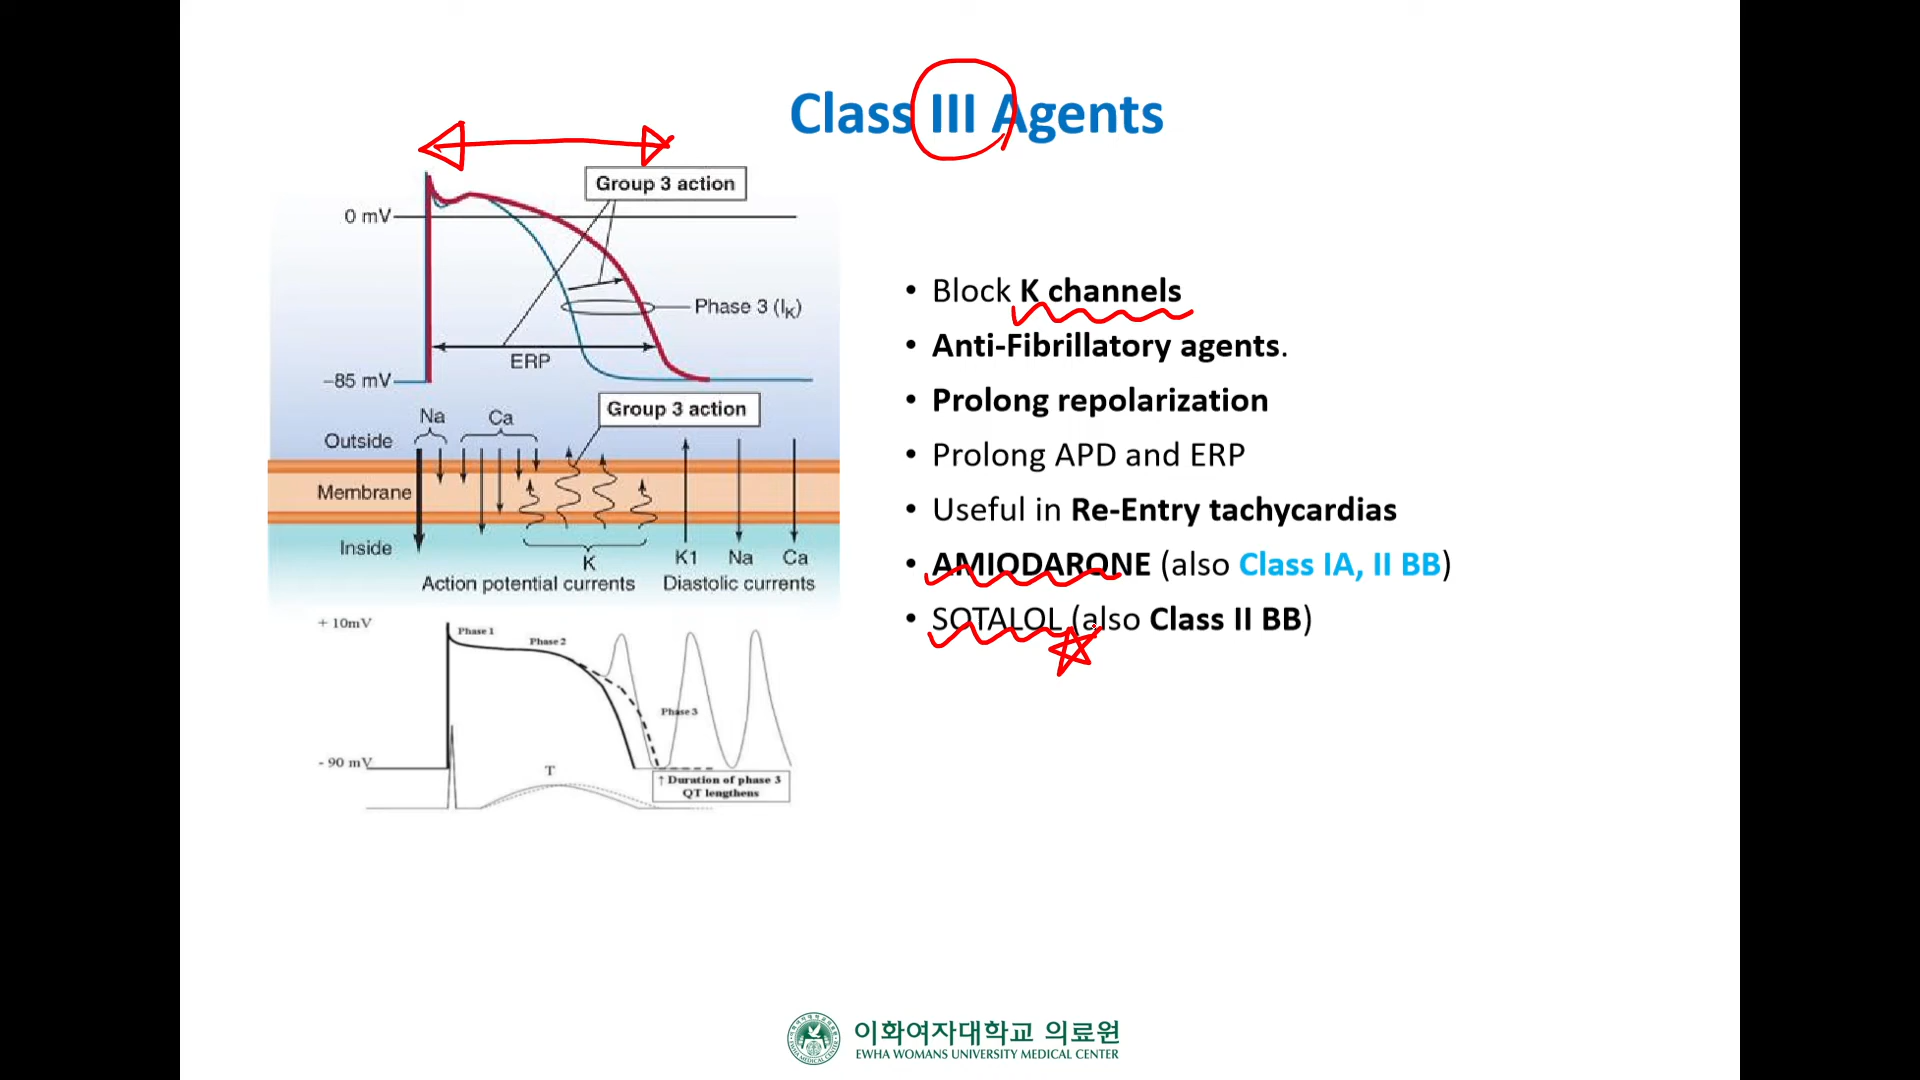 Class III Agents
Group 3 action
0 mV
Phase 3 (IK)
ERP
–85 mV
Group 3 action
Na
Ca
Outside
Membrane
Inside
K
K1
Na
Ca
Action potential currents
Diastolic currents
+ 10mV
Phase 1
Phase 2
Phase 3
- 90 mV
T
↑ Duration of phase 3
QT lengthens
• Block K channels
• Anti-Fibrillatory agents.
• Prolong repolarization
• Prolong APD and ERP
• Useful in Re-Entry tachycardias
• AMIODARONE (also Class IA, II BB)
• SOTALOL (also Class II BB)
이화여자대학교 의료원
EWHA WOMANS UNIVERSITY MEDICAL CENTER